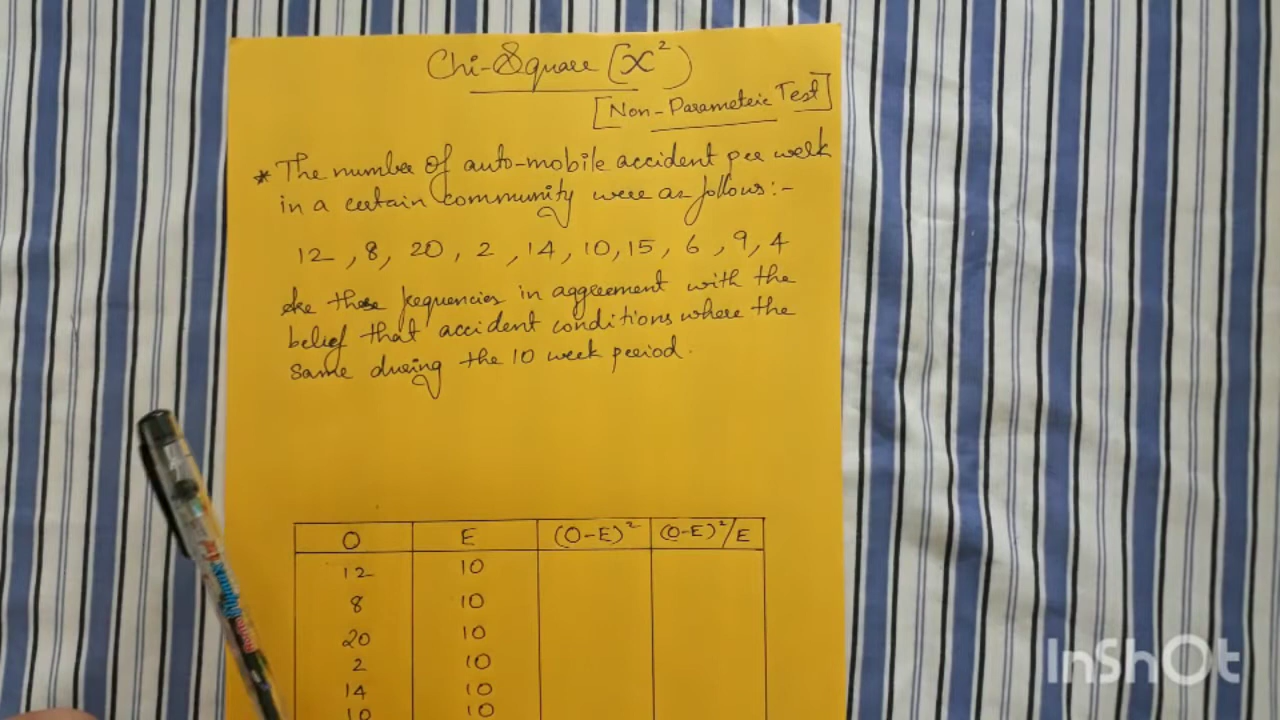 Chi-Square [x²)
[Non-Parametric Test]
* The number of auto-mobile accident per week
in a certain community were as follows:-
12, 8, 20, 2, 14, 10, 15, 6, 9, 4
Are these frequencies in aggreement with the
belief that accident conditions where the
same during the 10 week period.
O E (O-E)² (O-E)²/E
12 10
8 10
20 10
2 10
14 10
10 10
InShOt